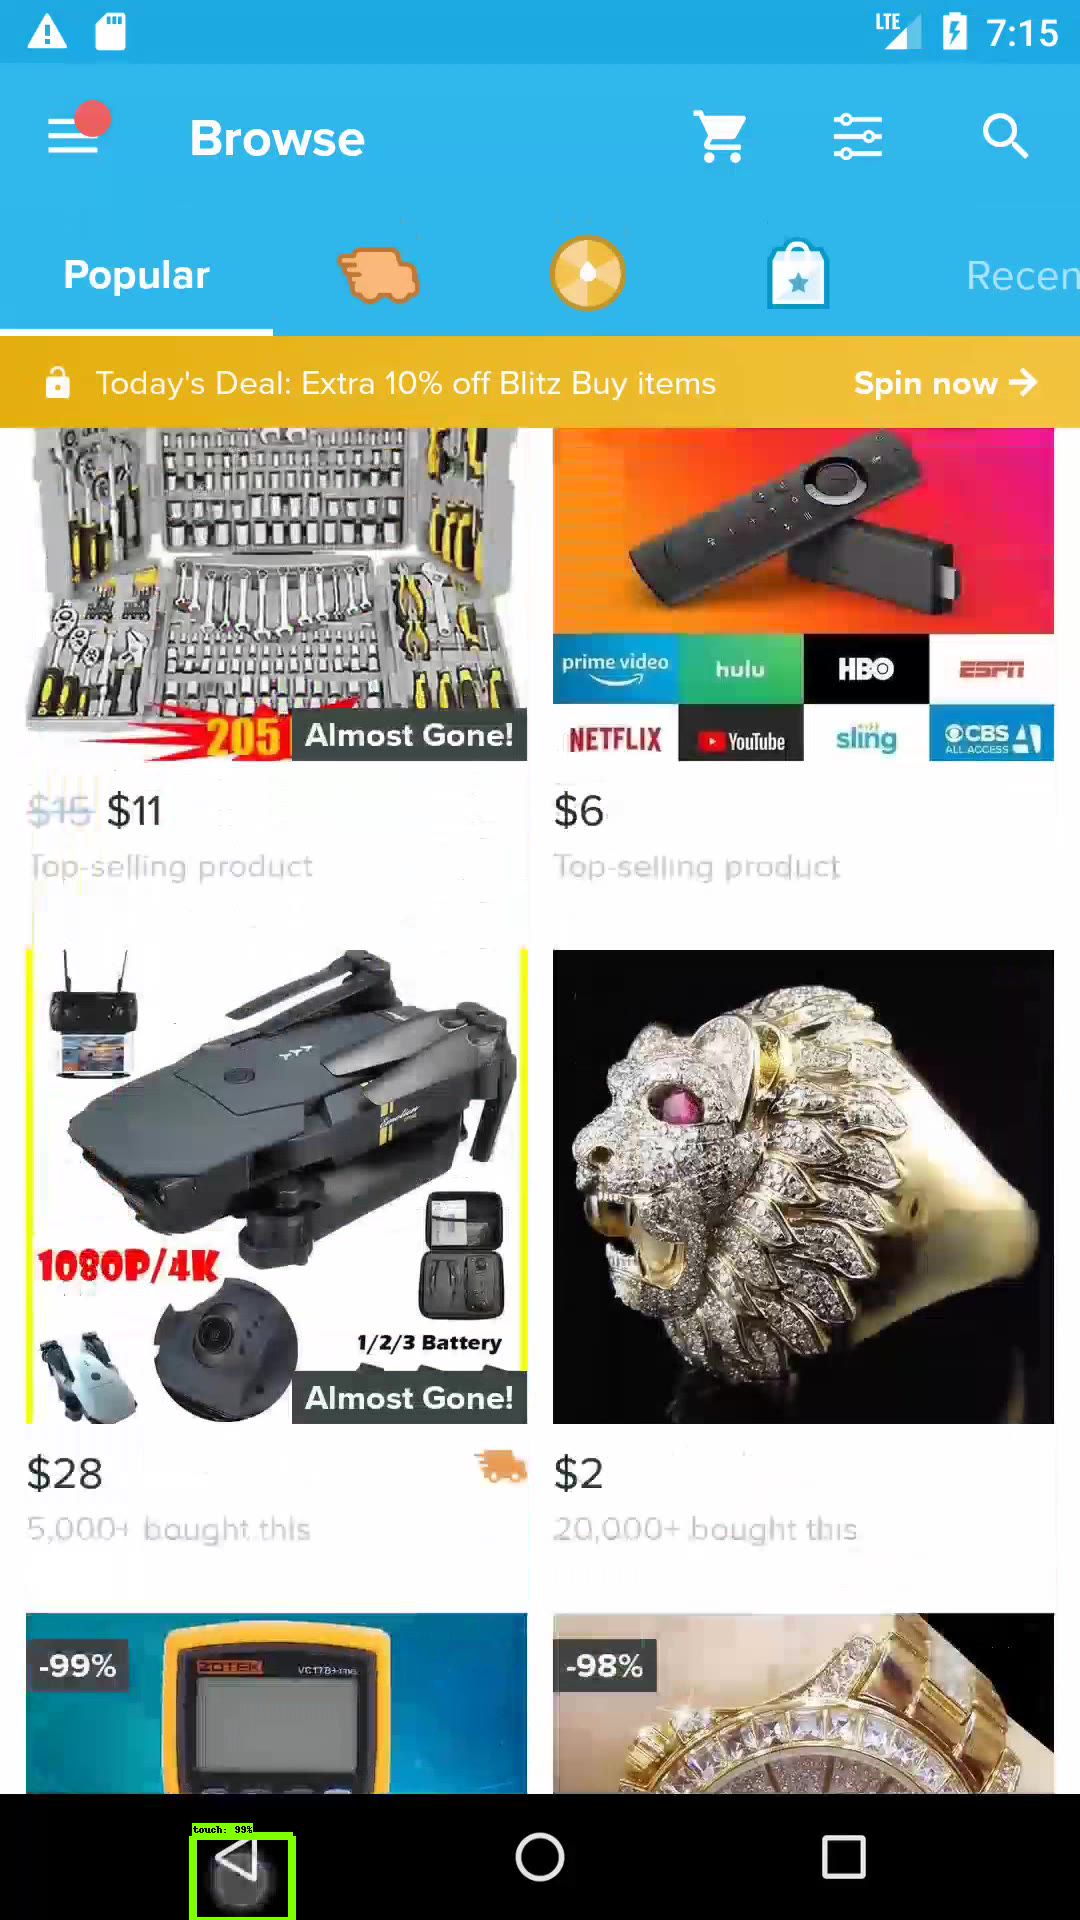 LTE 7:15
Browse
Popular
Recen
Today's Deal: Extra 10% off Blitz Buy items
Spin now →
205
Almost Gone!
prime video
hulu
HBO
ESPN
NETFLIX
YouTube
sling
CBS
ALL ACCESS
$15 $11
$6
Top-selling product
Top-selling product
1080P/4K
1/2/3 Battery
Almost Gone!
$28
$2
5,000+ bought this
20,000+ bought this
-99%
ZOTEK
-98%
touch: 99%